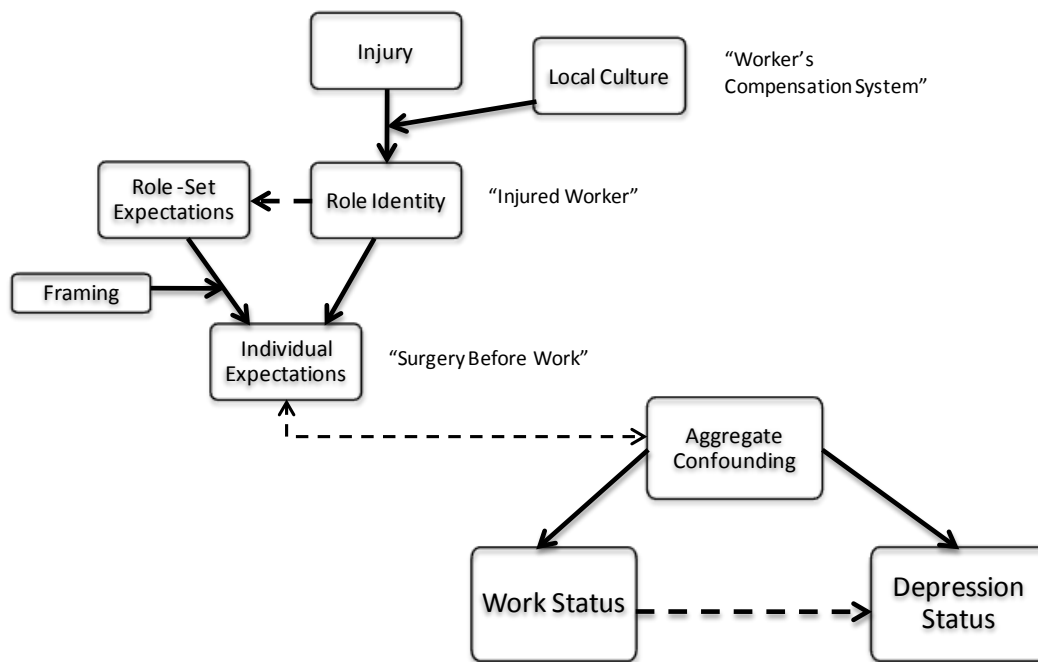 Injury
Local Culture
“Worker’s
Compensation System”
Role -Set
Expectations
Role Identity
“Injured Worker”
Framing
Individual
Expectations
“Surgery Before Work”
Aggregate
Confounding
Work Status
Depression
Status